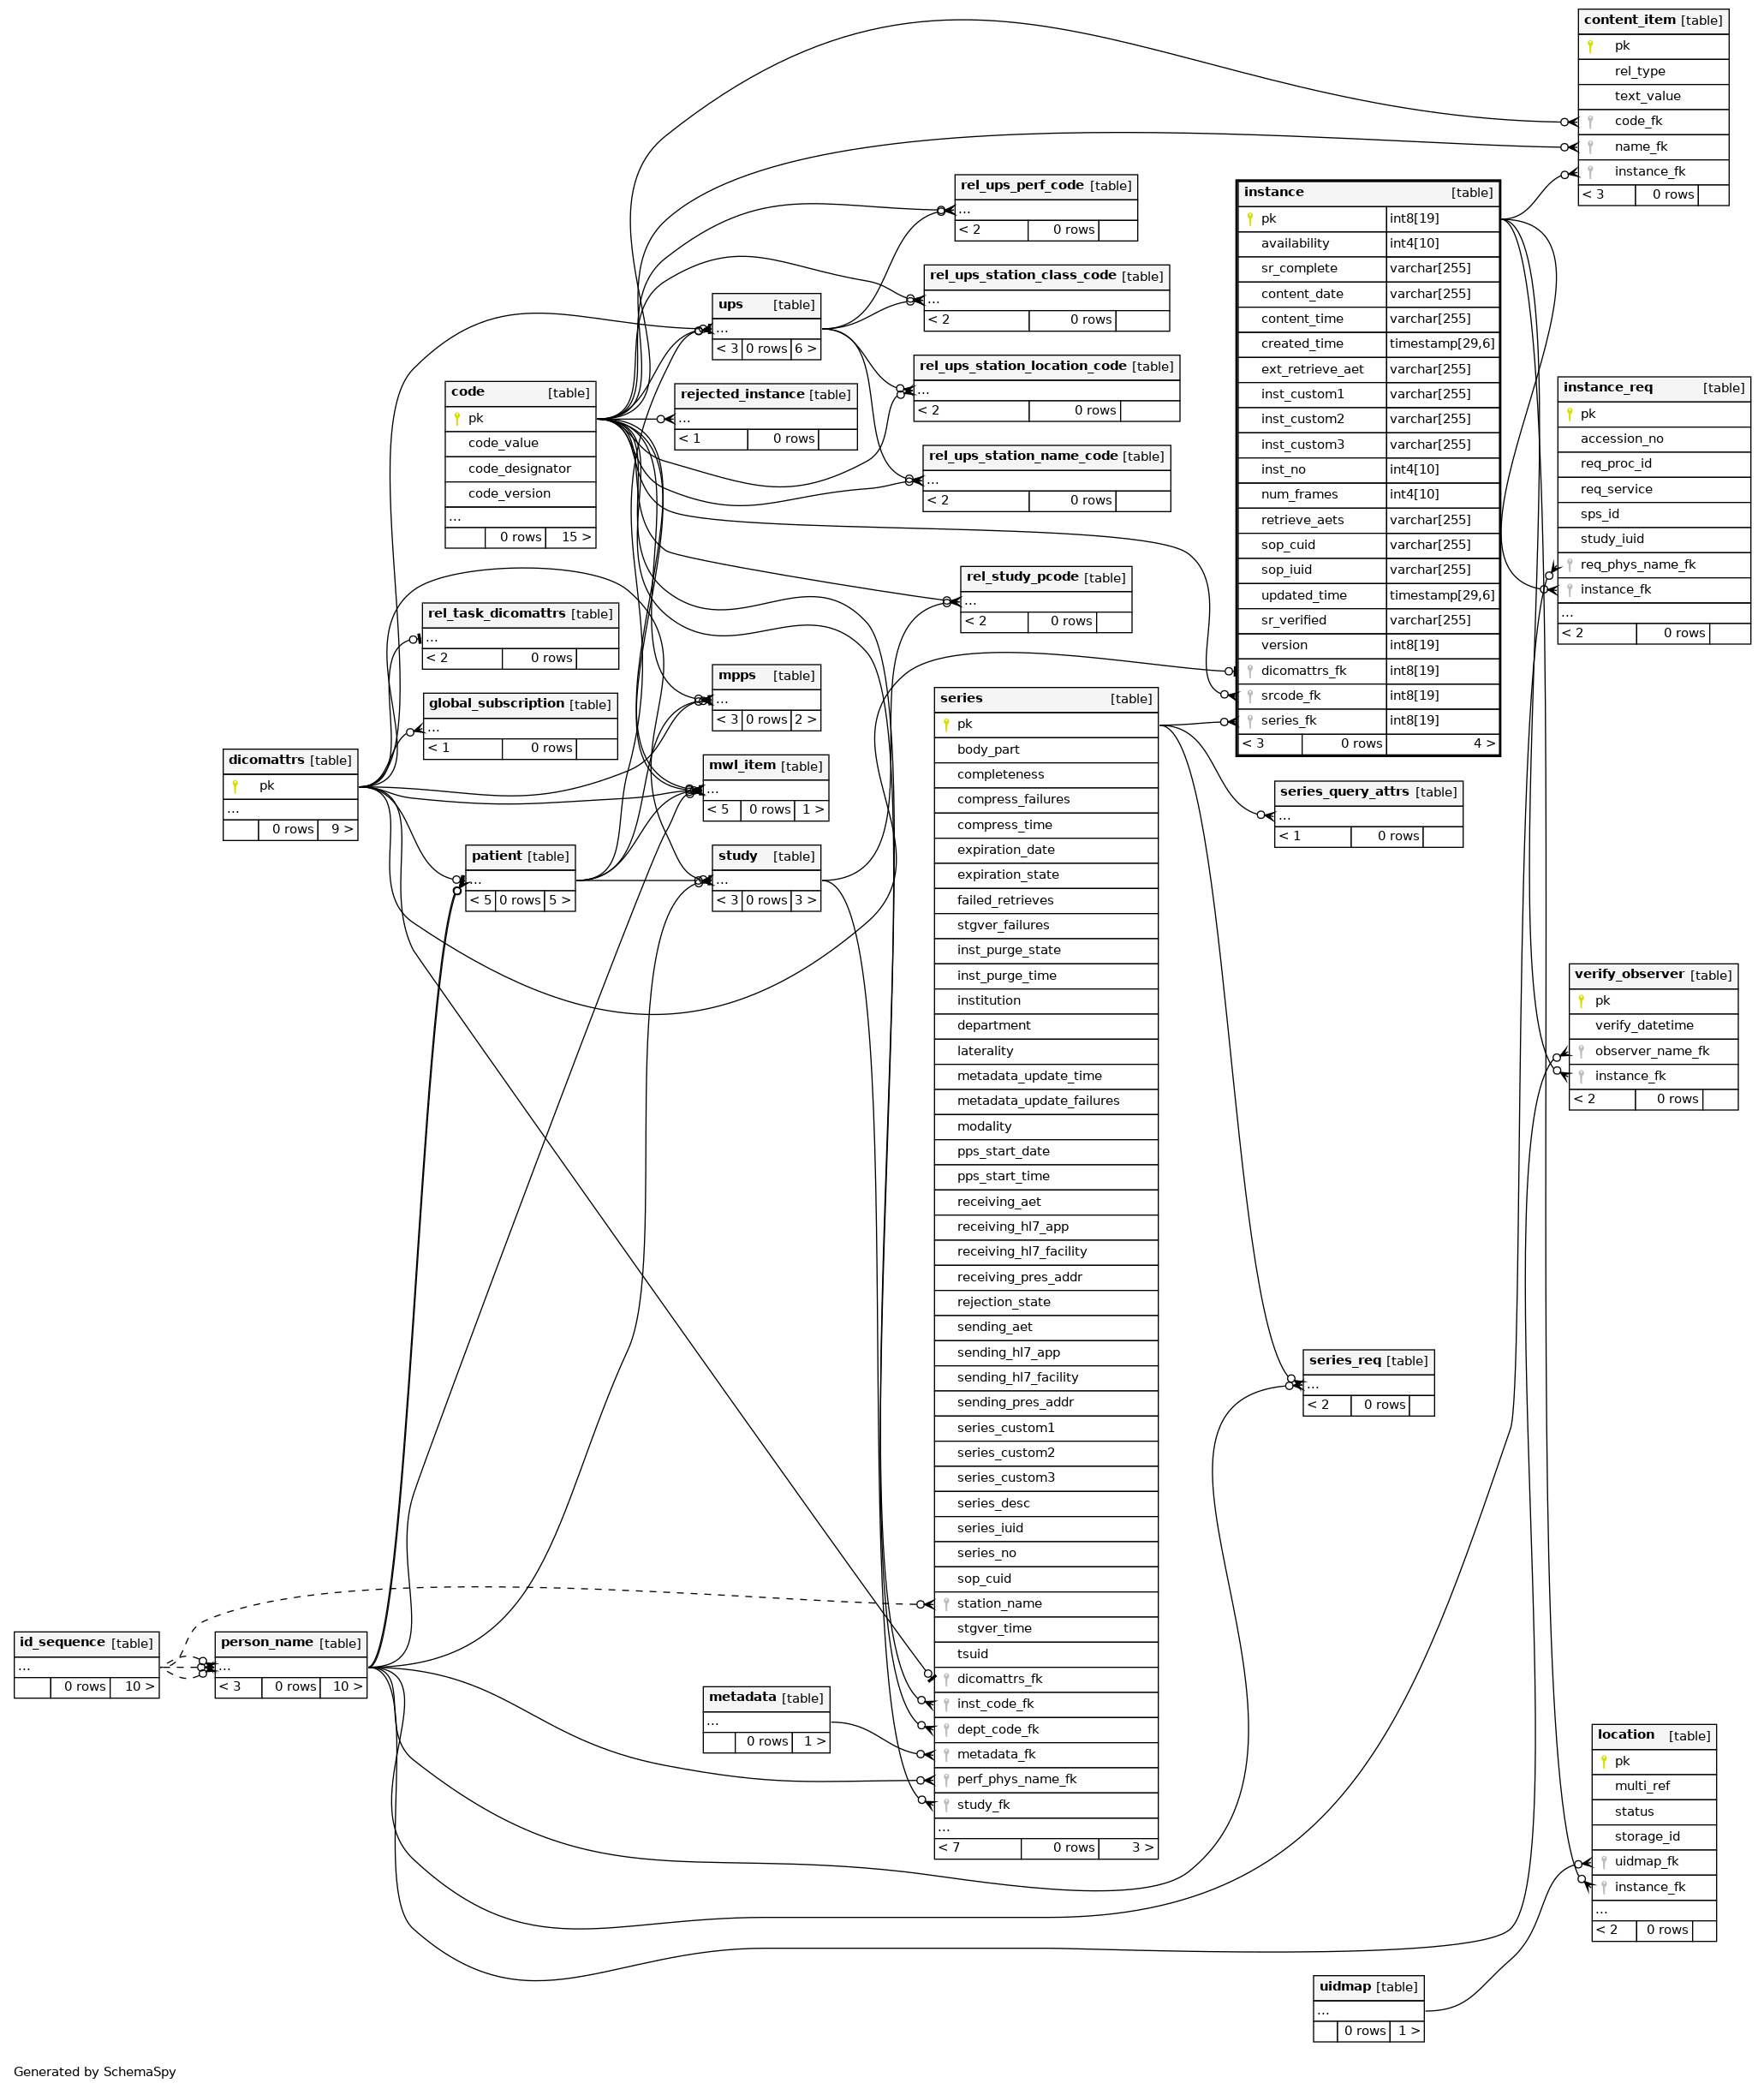 content_item [table]
pk
rel_type
text_value
code_fk
name_fk
instance_fk
< 3 0 rows
rel_ups_perf_code [table]
...
< 2 0 rows
instance [table]
pk int8[19]
availability int4[10]
sr_complete varchar[255]
content_date varchar[255]
content_time varchar[255]
created_time timestamp[29,6]
ext_retrieve_aet varchar[255]
inst_custom1 varchar[255]
inst_custom2 varchar[255]
inst_custom3 varchar[255]
inst_no int4[10]
num_frames int4[10]
retrieve_aets varchar[255]
sop_cuid varchar[255]
sop_iuid varchar[255]
updated_time timestamp[29,6]
sr_verified varchar[255]
version int8[19]
dicomattrs_fk int8[19]
srcode_fk int8[19]
series_fk int8[19]
< 3 0 rows 4 >
rel_ups_station_class_code [table]
...
< 2 0 rows
ups [table]
...
< 3 0 rows 6 >
rel_ups_station_location_code [table]
...
< 2 0 rows
code [table]
pk
code_value
code_designator
code_version
...
0 rows 15 >
rejected_instance [table]
...
< 1 0 rows
instance_req [table]
pk
accession_no
req_proc_id
req_service
sps_id
study_iuid
req_phys_name_fk
instance_fk
...
< 2 0 rows
rel_ups_station_name_code [table]
...
< 2 0 rows
rel_study_pcode [table]
...
< 2 0 rows
rel_task_dicomattrs [table]
...
< 2 0 rows
mpps [table]
...
< 3 0 rows 2 >
global_subscription [table]
...
< 1 0 rows
series [table]
pk
body_part
completeness
compress_failures
compress_time
expiration_date
expiration_state
failed_retrieves
stgver_failures
inst_purge_state
inst_purge_time
institution
department
laterality
metadata_update_time
metadata_update_failures
modality
pps_start_date
pps_start_time
receiving_aet
receiving_hl7_app
receiving_hl7_facility
receiving_pres_addr
rejection_state
sending_aet
sending_hl7_app
sending_hl7_facility
sending_pres_addr
series_custom1
series_custom2
series_custom3
series_desc
series_iuid
series_no
sop_cuid
station_name
stgver_time
tsuid
dicomattrs_fk
inst_code_fk
dept_code_fk
metadata_fk
perf_phys_name_fk
study_fk
...
< 7 0 rows 3 >
dicomattrs [table]
pk
...
0 rows 9 >
mwl_item [table]
...
< 5 0 rows 1 >
series_query_attrs [table]
...
< 1 0 rows
patient [table]
...
< 5 0 rows 5 >
study [table]
...
< 3 0 rows 3 >
verify_observer [table]
pk
verify_datetime
observer_name_fk
instance_fk
< 2 0 rows
series_req [table]
...
< 2 0 rows
id_sequence [table]
...
0 rows 10 >
person_name [table]
...
< 3 0 rows 10 >
metadata [table]
...
0 rows 1 >
location [table]
pk
multi_ref
status
storage_id
uidmap_fk
instance_fk
...
< 2 0 rows
uidmap [table]
...
0 rows 1 >
Generated by SchemaSpy